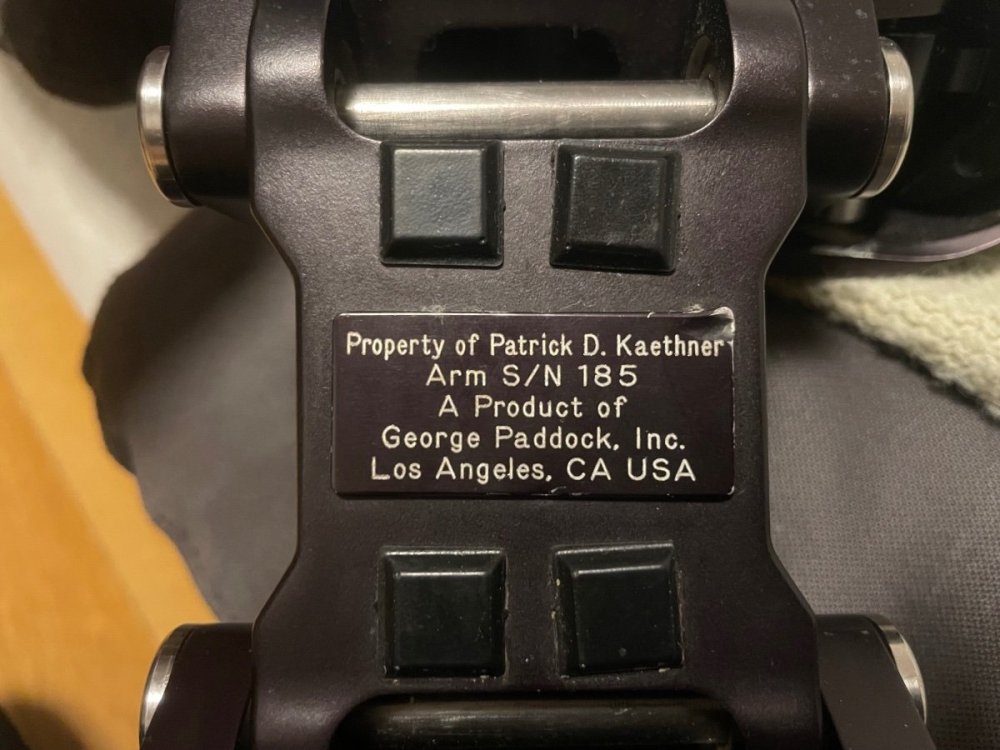 Property of Patrick D. Kaethner
Arm S/N 185
A Product of
George Paddock, Inc.
Los Angeles, CA USA